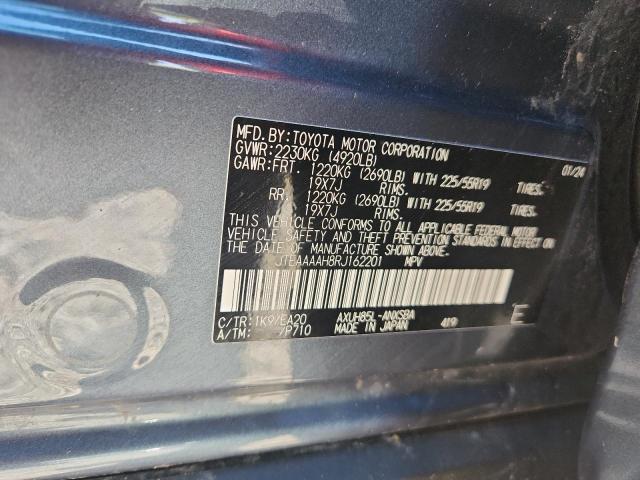 MFD.BY:TOYOTA MOTOR CORPORATION 01/24
GVWR:2230KG (4920LB)
GAWR:FRT. 1220KG (2690LB) WITH 225/55R19 TIRES,
19X7J RIMS.
RR. 1220KG (2690LB) WITH 225/55R19 TIRES,
19X7J RIMS.
THIS VEHICLE CONFORMS TO ALL APPLICABLE FEDERAL MOTOR
VEHICLE SAFETY AND THEFT PREVENTION STANDARDS IN EFFECT ON
THE DATE OF MANUFACTURE SHOWN ABOVE.
JTEAAAAH8RJ162201 MPV
C/TR:1K9/EA20 AXUH85L-ANXSBA E
A/TM: /P710 MADE IN JAPAN 419